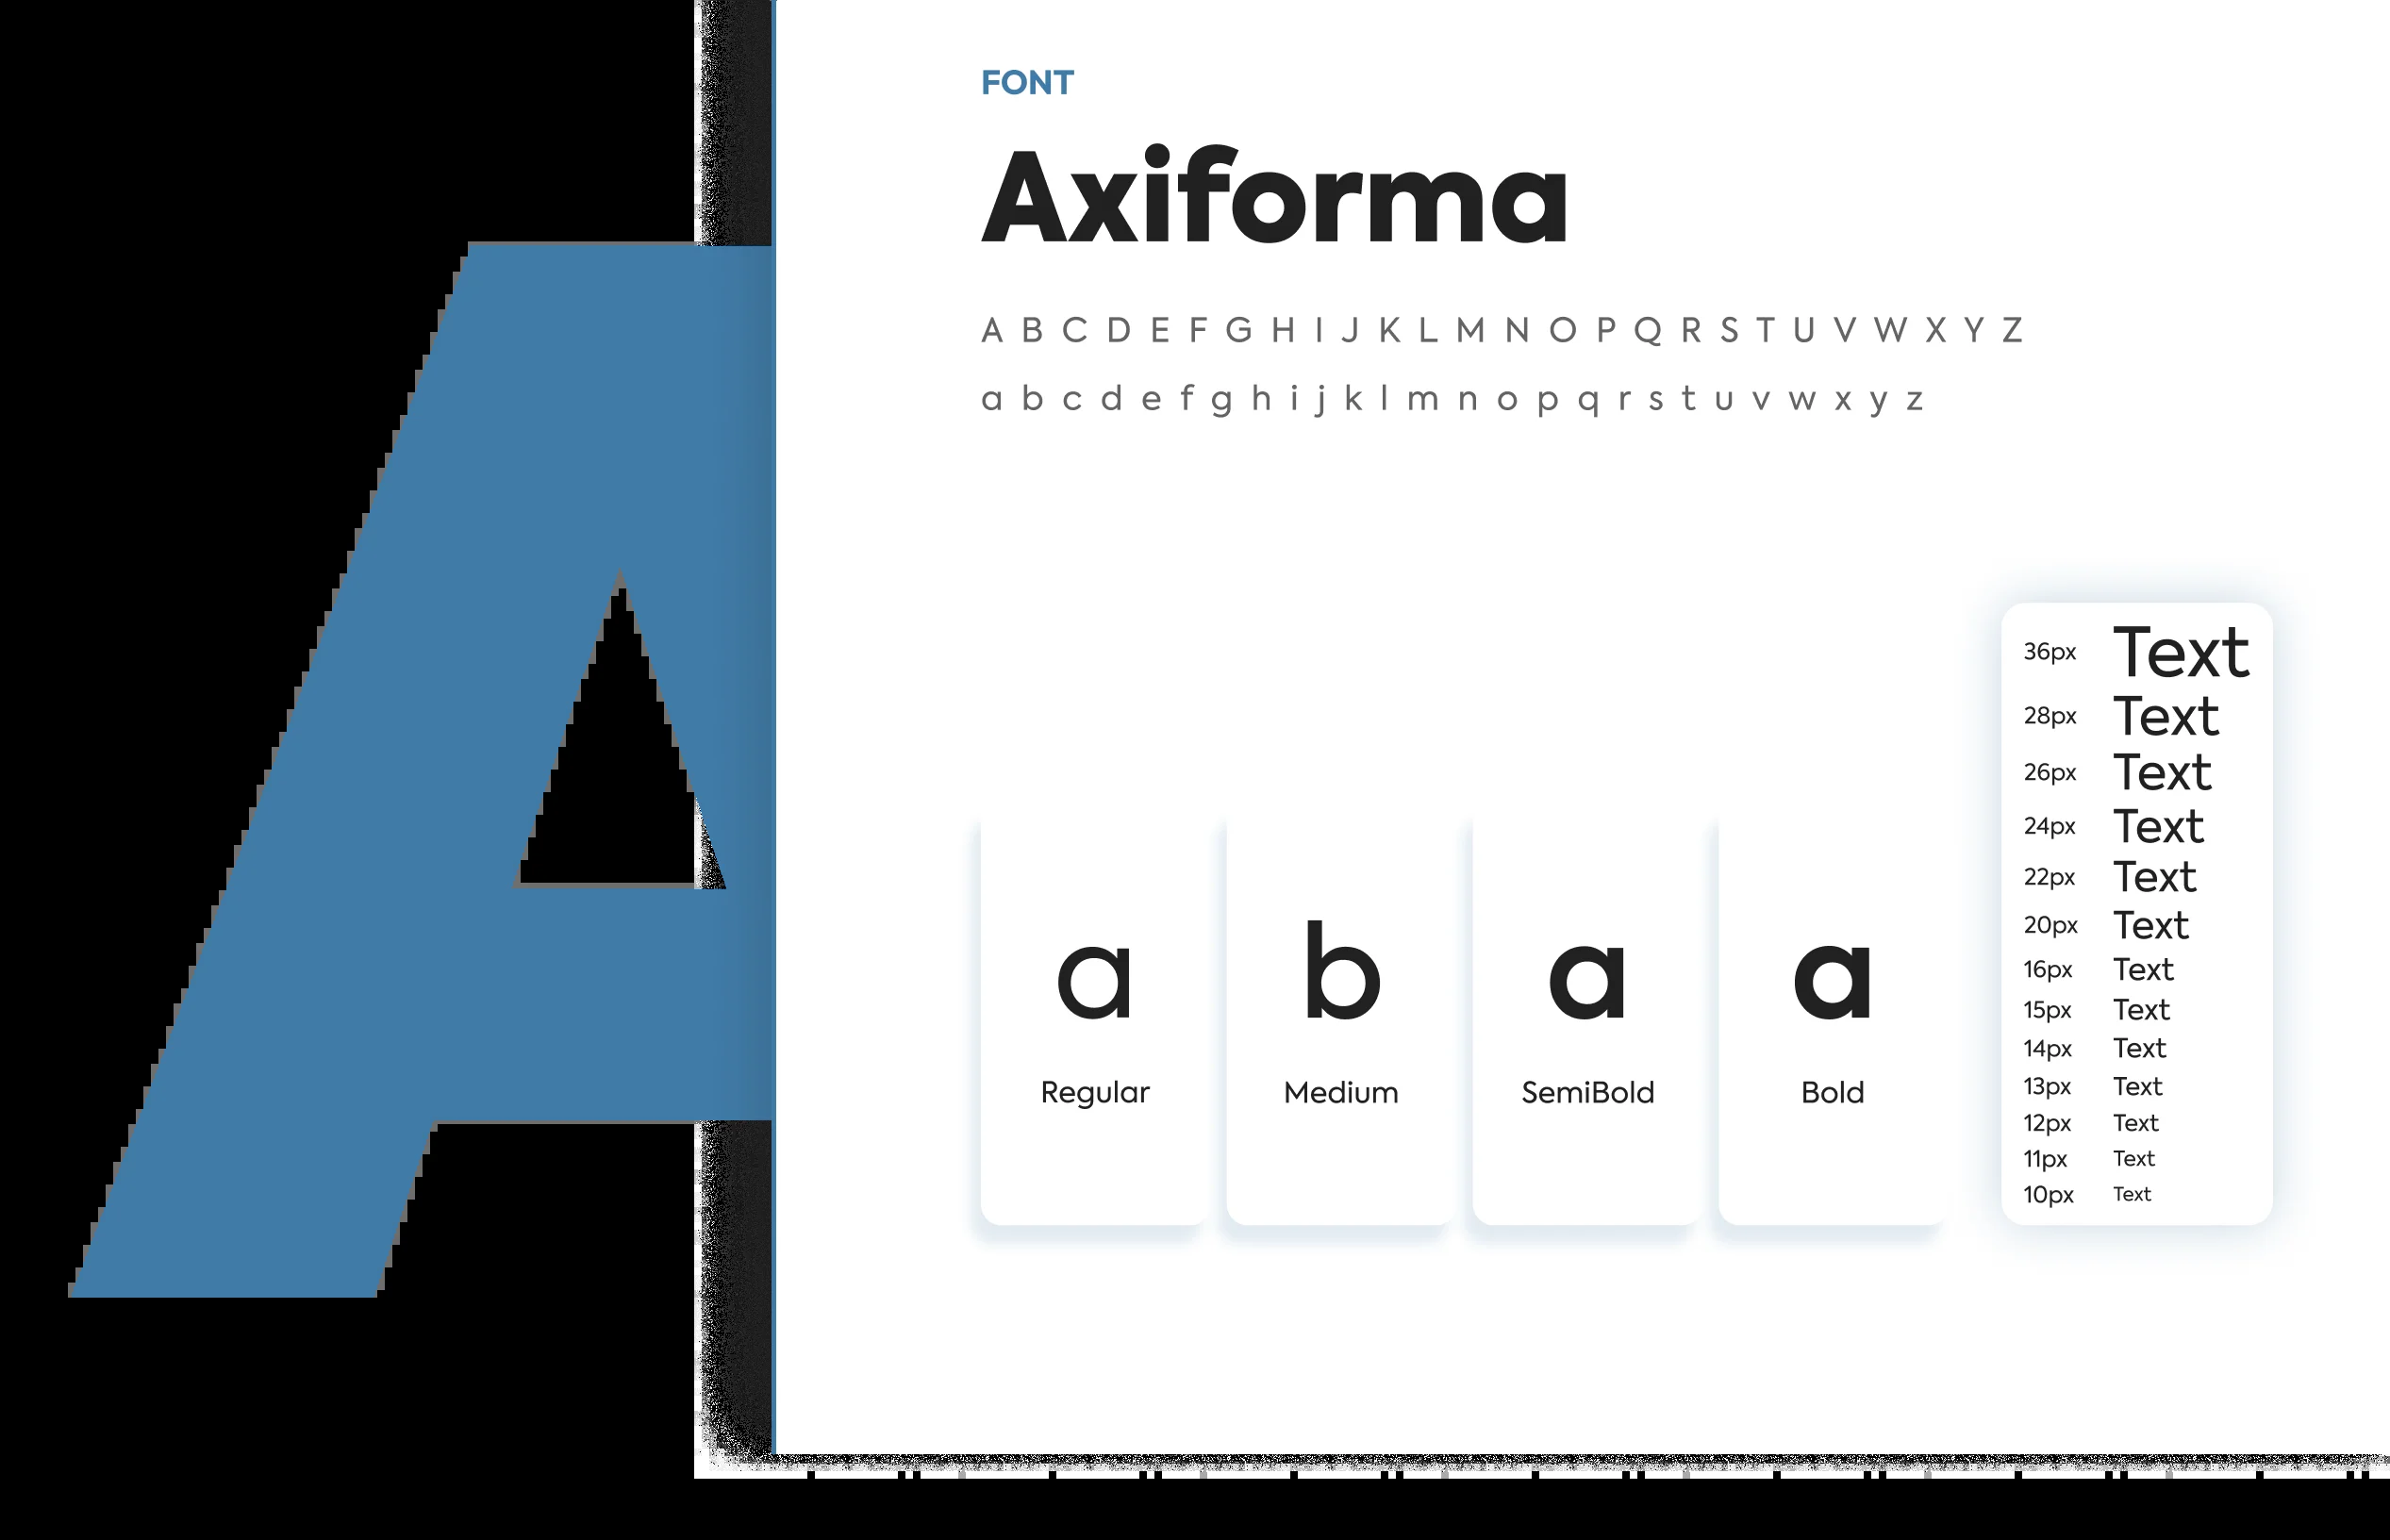 A
FONT
Axiforma
A B C D E F G H I J K L M N O P Q R S T U V W X Y Z
a b c d e f g h i j k l m n o p q r s t u v w x y z
a b a a
Regular Medium SemiBold Bold
36px Text
28px Text
26px Text
24px Text
22px Text
20px Text
16px Text
15px Text
14px Text
13px Text
12px Text
11px Text
10px Text